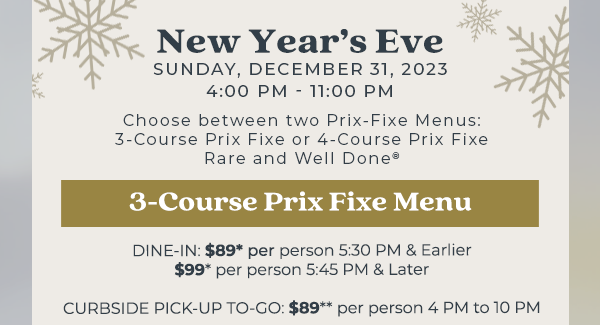 New Year's Eve
SUNDAY, DECEMBER 31, 2023
4:00 PM - 11:00 PM
Choose between two Prix-Fixe Menus:
3-Course Prix Fixe or 4-Course Prix Fixe
Rare and Well Done®
3-Course Prix Fixe Menu
DINE-IN: $89* per person 5:30 PM & Earlier
$99* per person 5:45 PM & Later
CURBSIDE PICK-UP TO-GO: $89** per person 4 PM to 10 PM